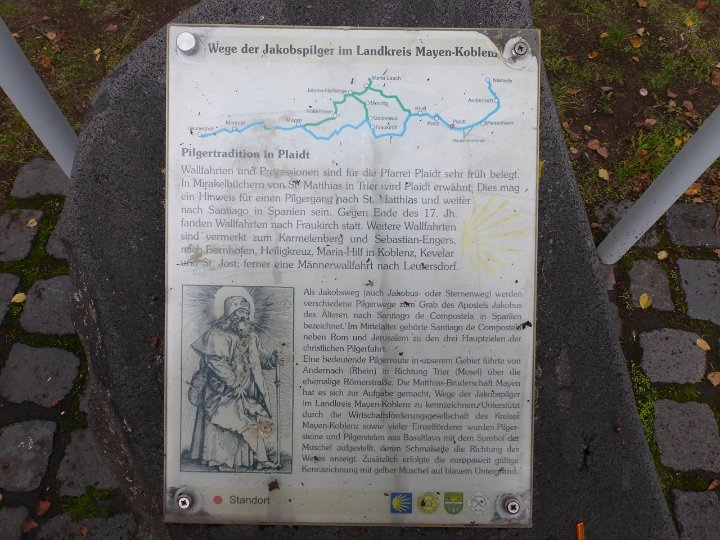 Wege der Jakobspilger im Landkreis Mayen-Koblenz
Maria Laach
Namedy
Jakobs-Herberge
Mendig
Andernach
Kottenheim
Golokreuz
Kruft
Monreal
Mayen
Fraukirch
Kretz
Plaidt
Miesenheim
Pilgertradition in Plaidt
Wallfahrten und Prozessionen sind für die Pfarrei Plaidt sehr früh belegt.
In Mirakelbüchern von St. Matthias in Trier wird Plaidt erwähnt. Dies mag
ein Hinweis für einen Pilgergang nach St. Matthias und weiter
nach Santiago in Spanien sein. Gegen Ende des 17. Jh.
fanden Wallfahrten nach Fraukirch statt. Weitere Wallfahrten
sind vermerkt zum Karmelenberg und Sebastian-Engers,
nach Bornhofen, Heiligkreuz, Maria-Hilf in Koblenz, Kevelar
und St. Jost; ferner eine Männerwallfahrt nach Leutersdorf.
Als Jakobsweg (auch Jakobus- oder Sternenweg) werden
verschiedene Pilgerwege zum Grab des Apostels Jakobus
des Älteren nach Santiago de Compostela in Spanien
bezeichnet. Im Mittelalter gehörte Santiago de Compostela
neben Rom und Jerusalem zu den drei Hauptzielen der
christlichen Pilgerfahrt.
Eine bedeutende Pilgerroute in unserem Gebiet führte von
Andernach (Rhein) in Richtung Trier (Mosel) über die
ehemalige Römerstraße. Die Matthias-Bruderschaft Mayen
hat es sich zur Aufgabe gemacht, Wege der Jakobspilger
im Landkreis Mayen-Koblenz zu kennzeichnen. Unterstützt
durch die Wirtschaftsförderungsgesellschaft des Kreises
Mayen-Koblenz sowie vieler Einzelförderer wurden Pilger-
steine und Pilgerstelen aus Basaltlava mit dem Symbol der
Muschel aufgestellt, deren Schmalseite die Richtung des
Weges anzeigt. Zusätzlich erfolgte die europaweit gültige
Kennzeichnung mit gelber Muschel auf blauem Untergrund.
Standort